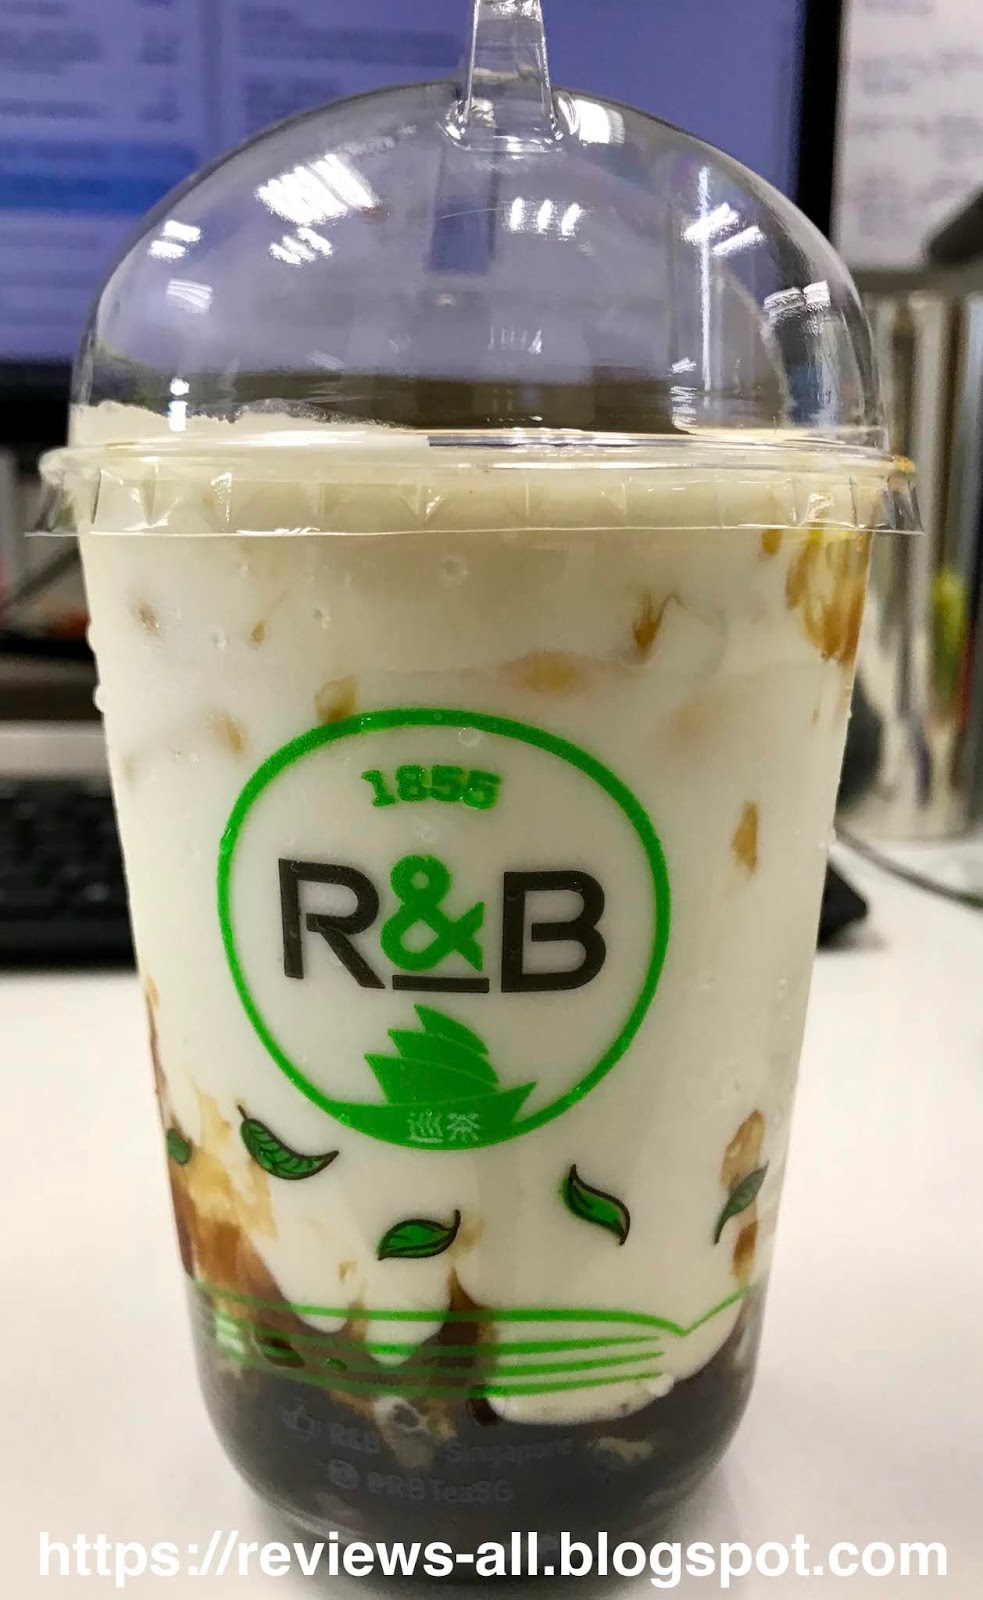 1855
R&B
巡茶
R&B Singapore
@RBTeaSG
https://reviews-all.blogspot.com